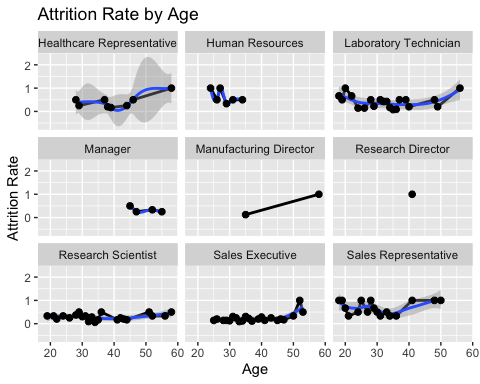 Attrition Rate by Age
Healthcare Representative
Human Resources
Laboratory Technician
2
1
0
Manager
Manufacturing Director
Research Director
2
1
0
Attrition Rate
Research Scientist
Sales Executive
Sales Representative
2
1
0
20 30 40 50 60 20 30 40 50 60 20 30 40 50 60
Age